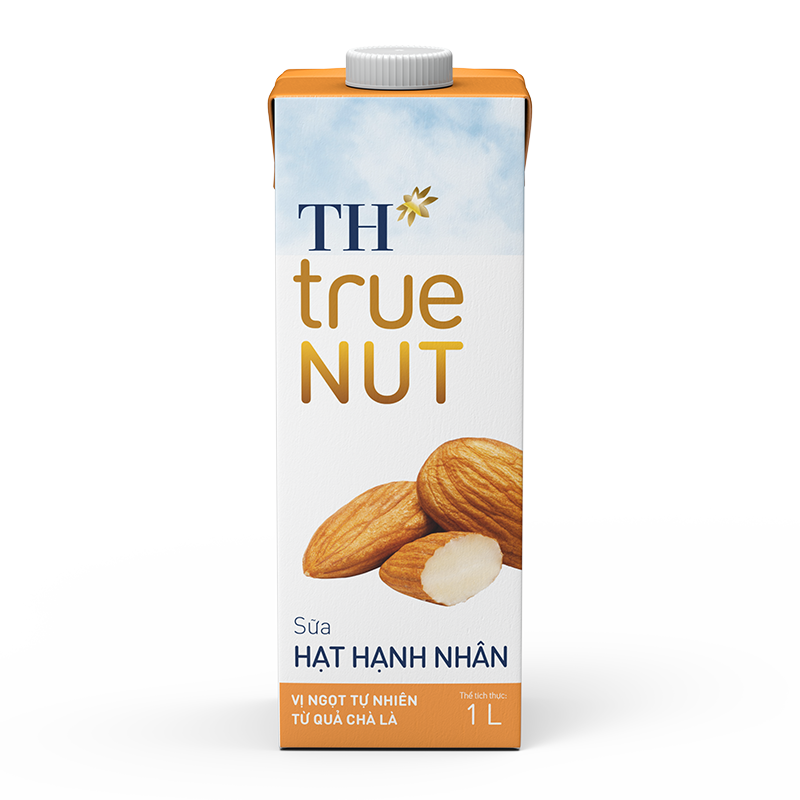 TH
true
NUT
Sữa
HẠT HẠNH NHÂN
VỊ NGỌT TỰ NHIÊN
TỪ QUẢ CHÀ LÀ
Thể tích thực:
1 L